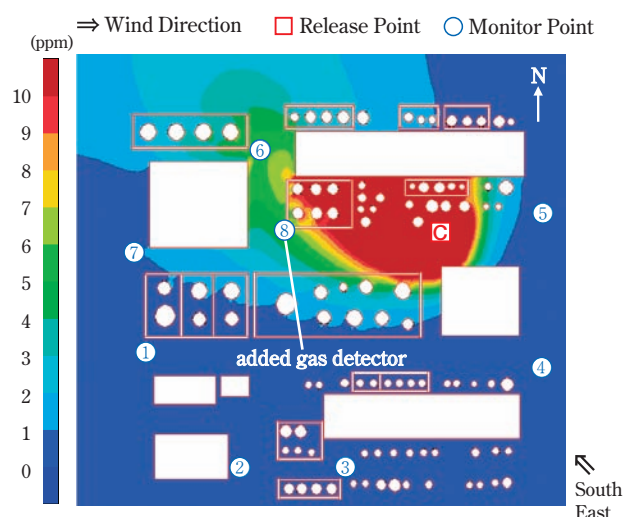 ⇒ Wind Direction □ Release Point ○ Monitor Point
(ppm)
10
9
8
7
6
5
4
3
2
1
0
N
6
C
5
8
7
1
added gas detector
4
2
3
South
East